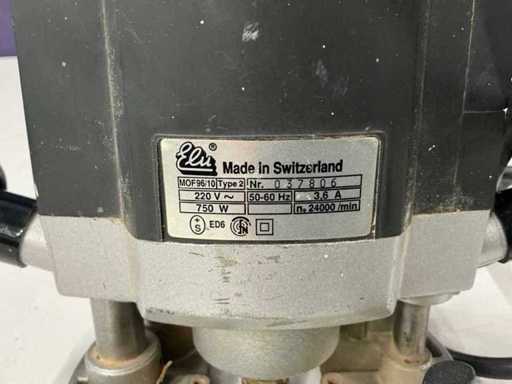 Elu ® Made in Switzerland
MOF96/10 Type 2 Nr. 037806
220 V ~ 50-60 Hz 3,6 A
750 W n₀ 24000 /min
+ S ED6